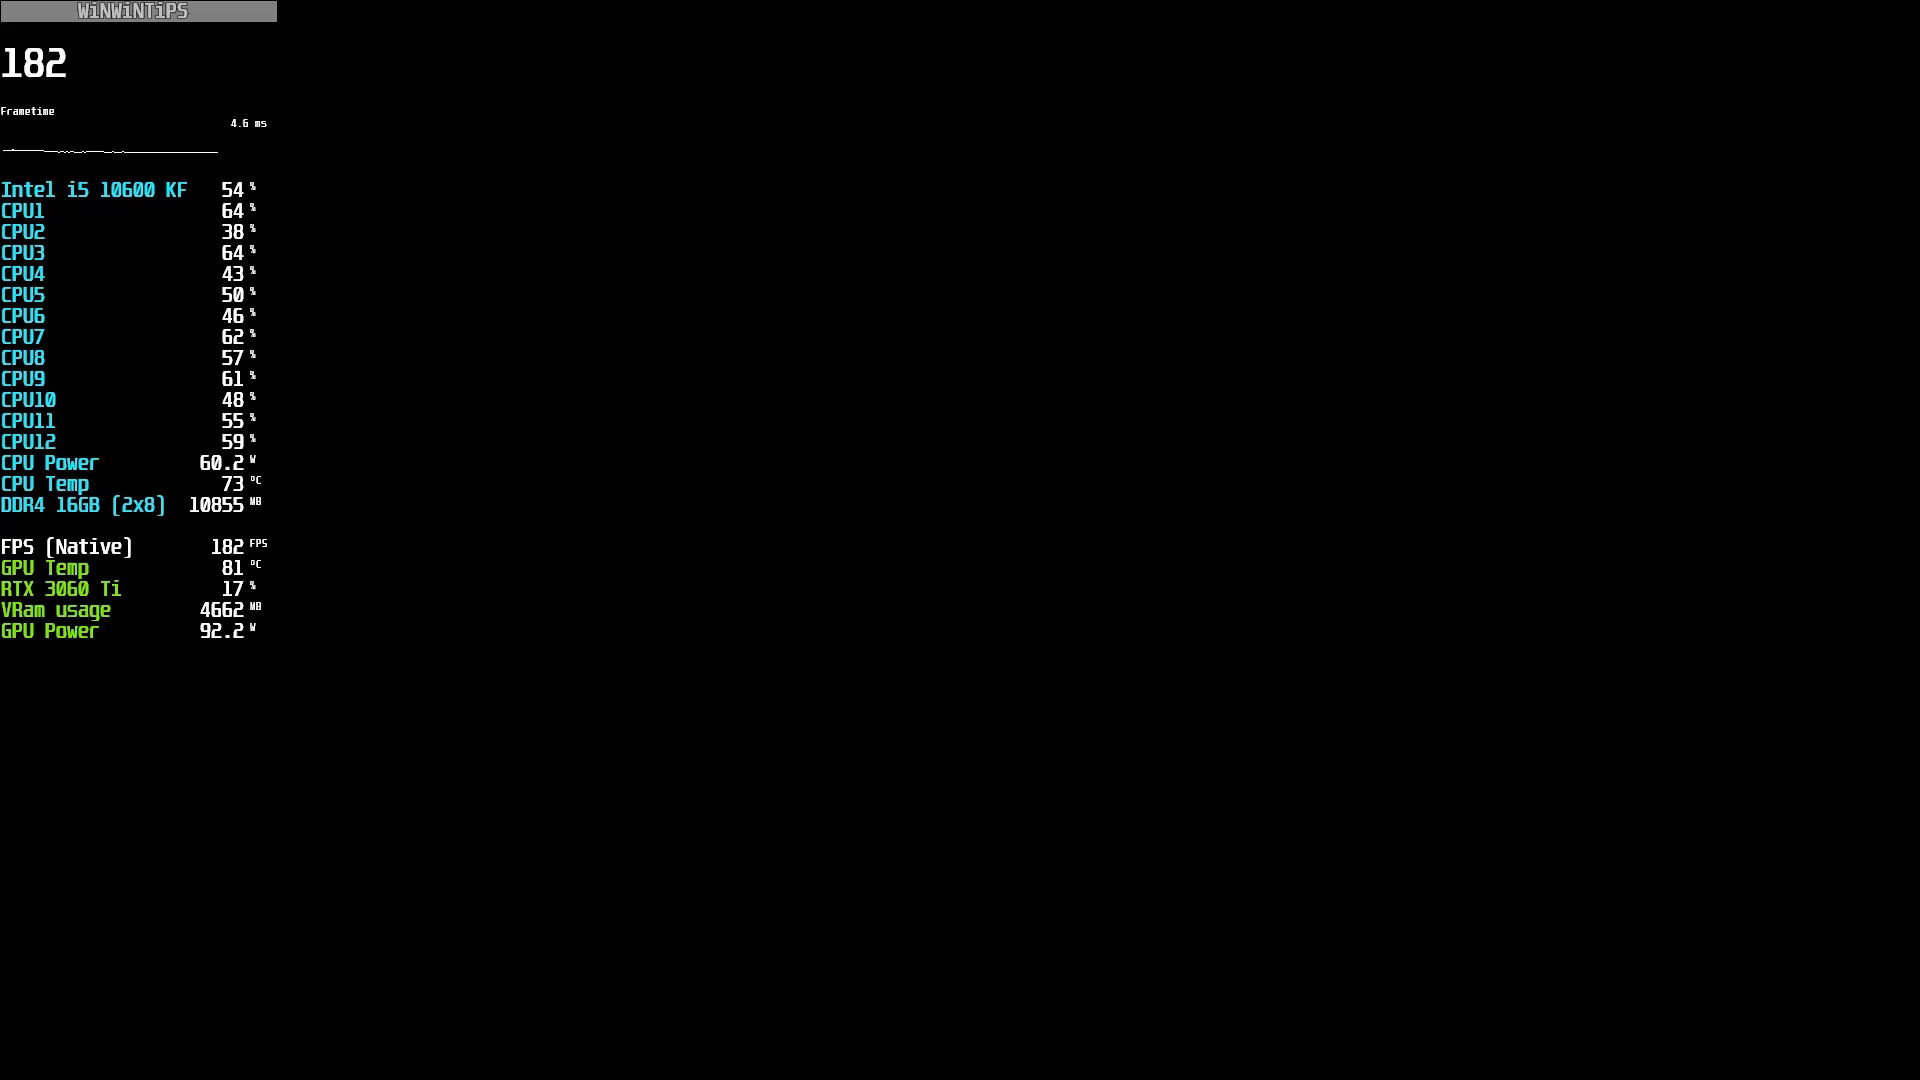 WiNWiNTiPS
182
Frametime
4.6 ms
Intel i5 10600 KF 54 %
CPU1 64 %
CPU2 38 %
CPU3 64 %
CPU4 43 %
CPU5 50 %
CPU6 46 %
CPU7 62 %
CPU8 57 %
CPU9 61 %
CPU10 48 %
CPU11 55 %
CPU12 59 %
CPU Power 60.2 W
CPU Temp 73 °C
DDR4 16GB (2x8) 10855 MB
FPS (Native) 182 FPS
GPU Temp 81 °C
RTX 3060 Ti 17 %
VRam usage 4662 MB
GPU Power 92.2 W